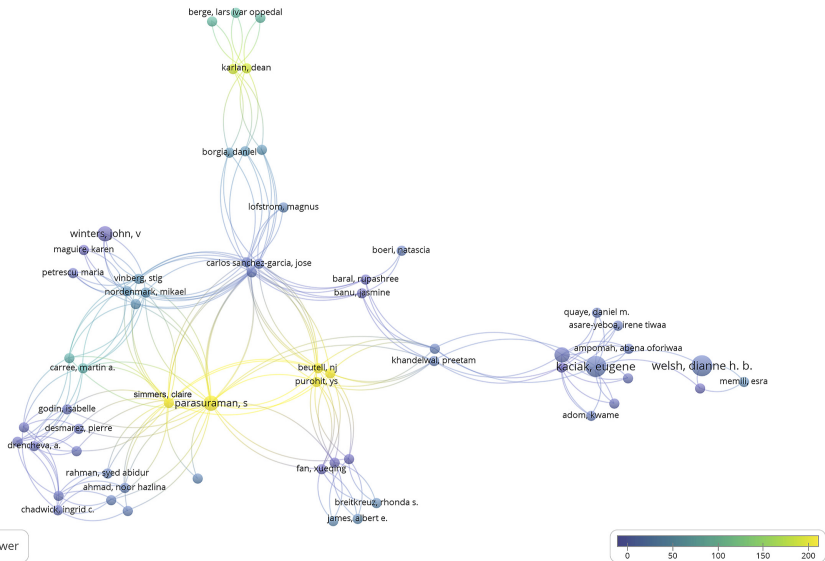 berge, lars ivar oppedal
karlan, dean
borgia, daniel
lofstrom, magnus
winters, john, v
maguire, karen
boeri, natascia
carlos sanchez-garcia, jose
petrescu, maria
vinberg, stig
baral, rupashree
nordenmark, mikael
banu, jasmine
quaye, daniel m.
asare-yeboa, irene tiwaa
ampomah, abena oforiwaa
khandelwal, preetam
carree, martin a.
beutell, nj
kaciak, eugene
welsh, dianne h. b.
purohit, ys
memili, esra
simmers, claire
parasuraman, s
godin, isabelle
adom, kwame
desmarez, pierre
drencheva, a.
fan, xueqing
rahman, syed abidur
ahmad, noor hazlina
breitkreuz, rhonda s.
chadwick, ingrid c.
james, albert e.
wer
0 50 100 150 200